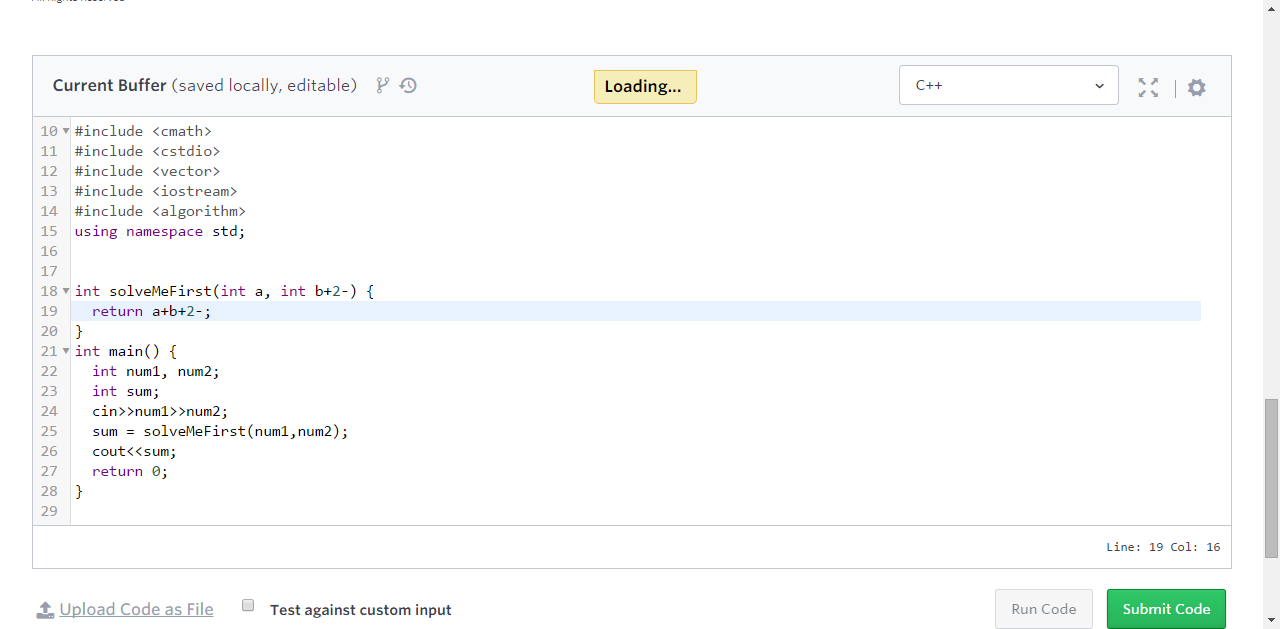 All Rights Reserved
Current Buffer (saved locally, editable)
Loading...
C++
10 #include <cmath>
11 #include <cstdio>
12 #include <vector>
13 #include <iostream>
14 #include <algorithm>
15 using namespace std;
16
17
18 int solveMeFirst(int a, int b+2-) {
19 return a+b+2-;
20 }
21 int main() {
22 int num1, num2;
23 int sum;
24 cin>>num1>>num2;
25 sum = solveMeFirst(num1,num2);
26 cout<<sum;
27 return 0;
28 }
29
Line: 19 Col: 16
Upload Code as File
Test against custom input
Run Code
Submit Code